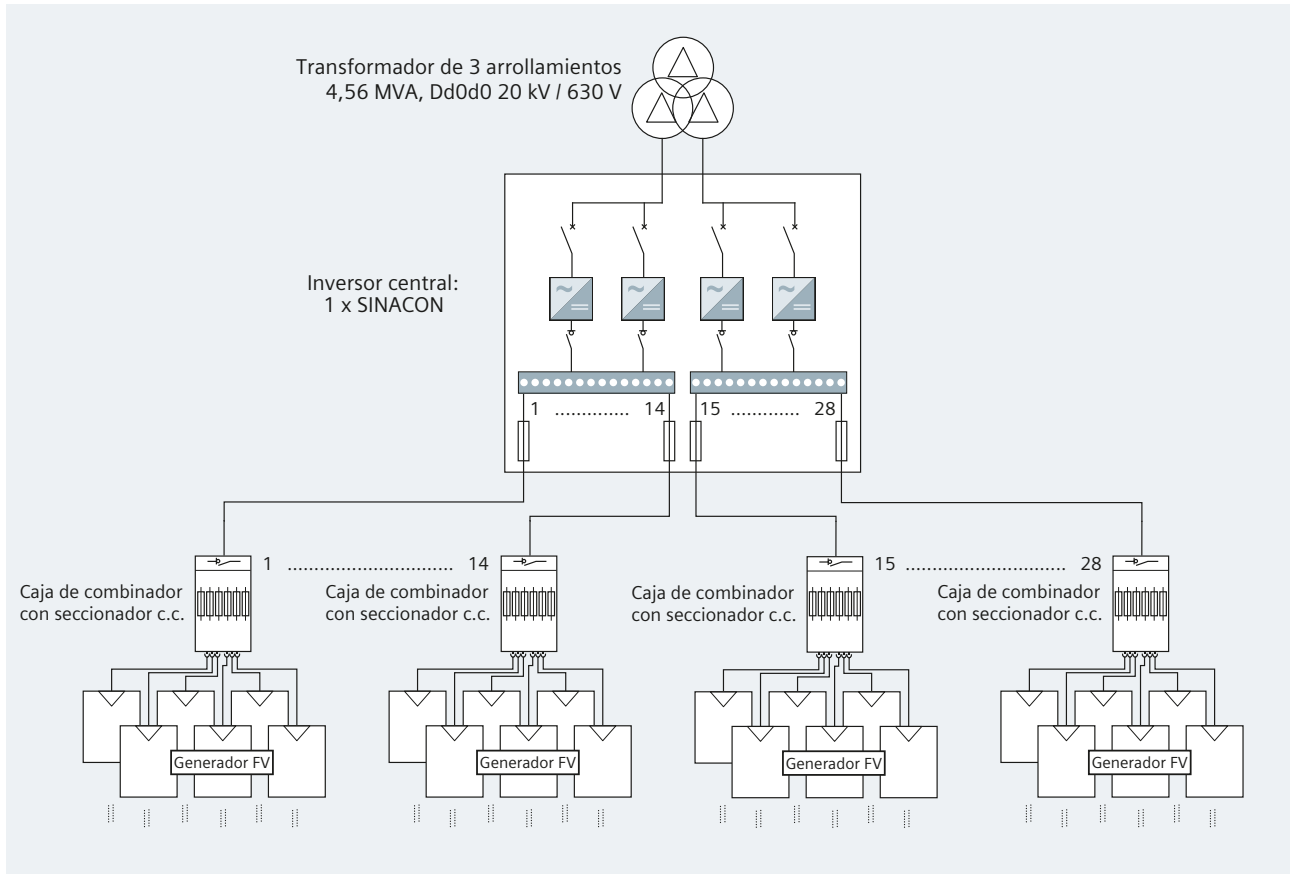 Transformador de 3 arrollamientos
4,56 MVA, Dd0d0 20 kV / 630 V
Inversor central:
1 x SINACON
1 .............. 14
15 ............. 28
1 ................................ 14
15 ............................... 28
Caja de combinador
con seccionador c.c.
Caja de combinador
con seccionador c.c.
Caja de combinador
con seccionador c.c.
Caja de combinador
con seccionador c.c.
Generador FV
Generador FV
Generador FV
Generador FV